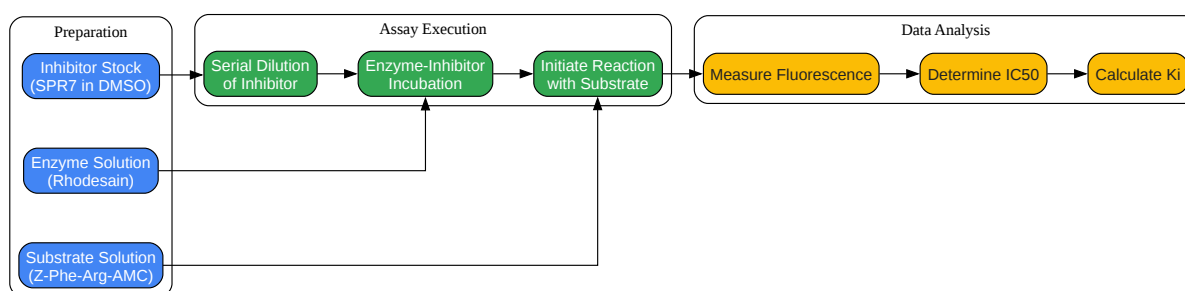 Preparation
Inhibitor Stock
(SPR7 in DMSO)
Enzyme Solution
(Rhodesain)
Substrate Solution
(Z-Phe-Arg-AMC)
Assay Execution
Serial Dilution
of Inhibitor
Enzyme-Inhibitor
Incubation
Initiate Reaction
with Substrate
Data Analysis
Measure Fluorescence
Determine IC50
Calculate Ki